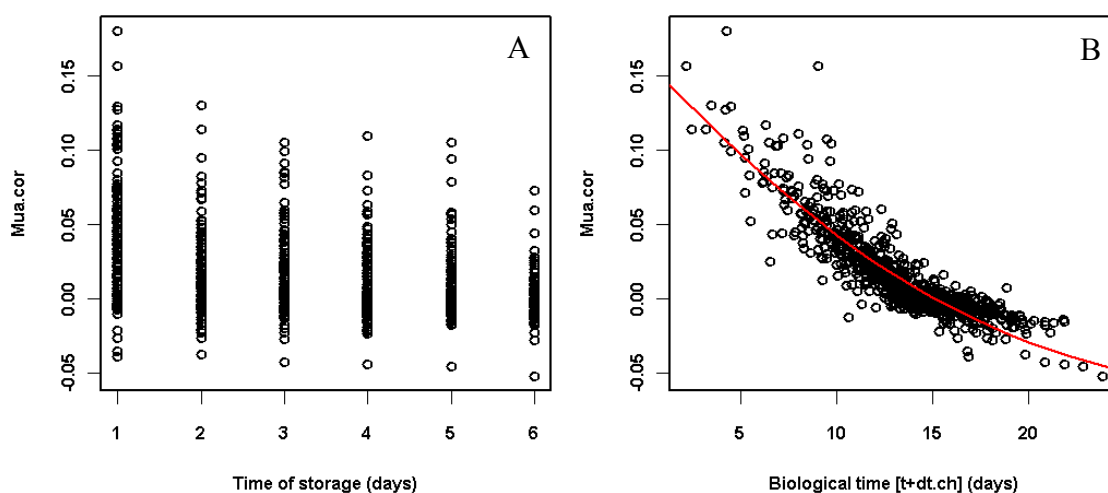 A
Mua.cor
0.15
0.10
0.05
0.00
-0.05
1 2 3 4 5 6
Time of storage (days)
B
Mua.cor
0.15
0.10
0.05
0.00
-0.05
5 10 15 20
Biological time [t+dt.ch] (days)